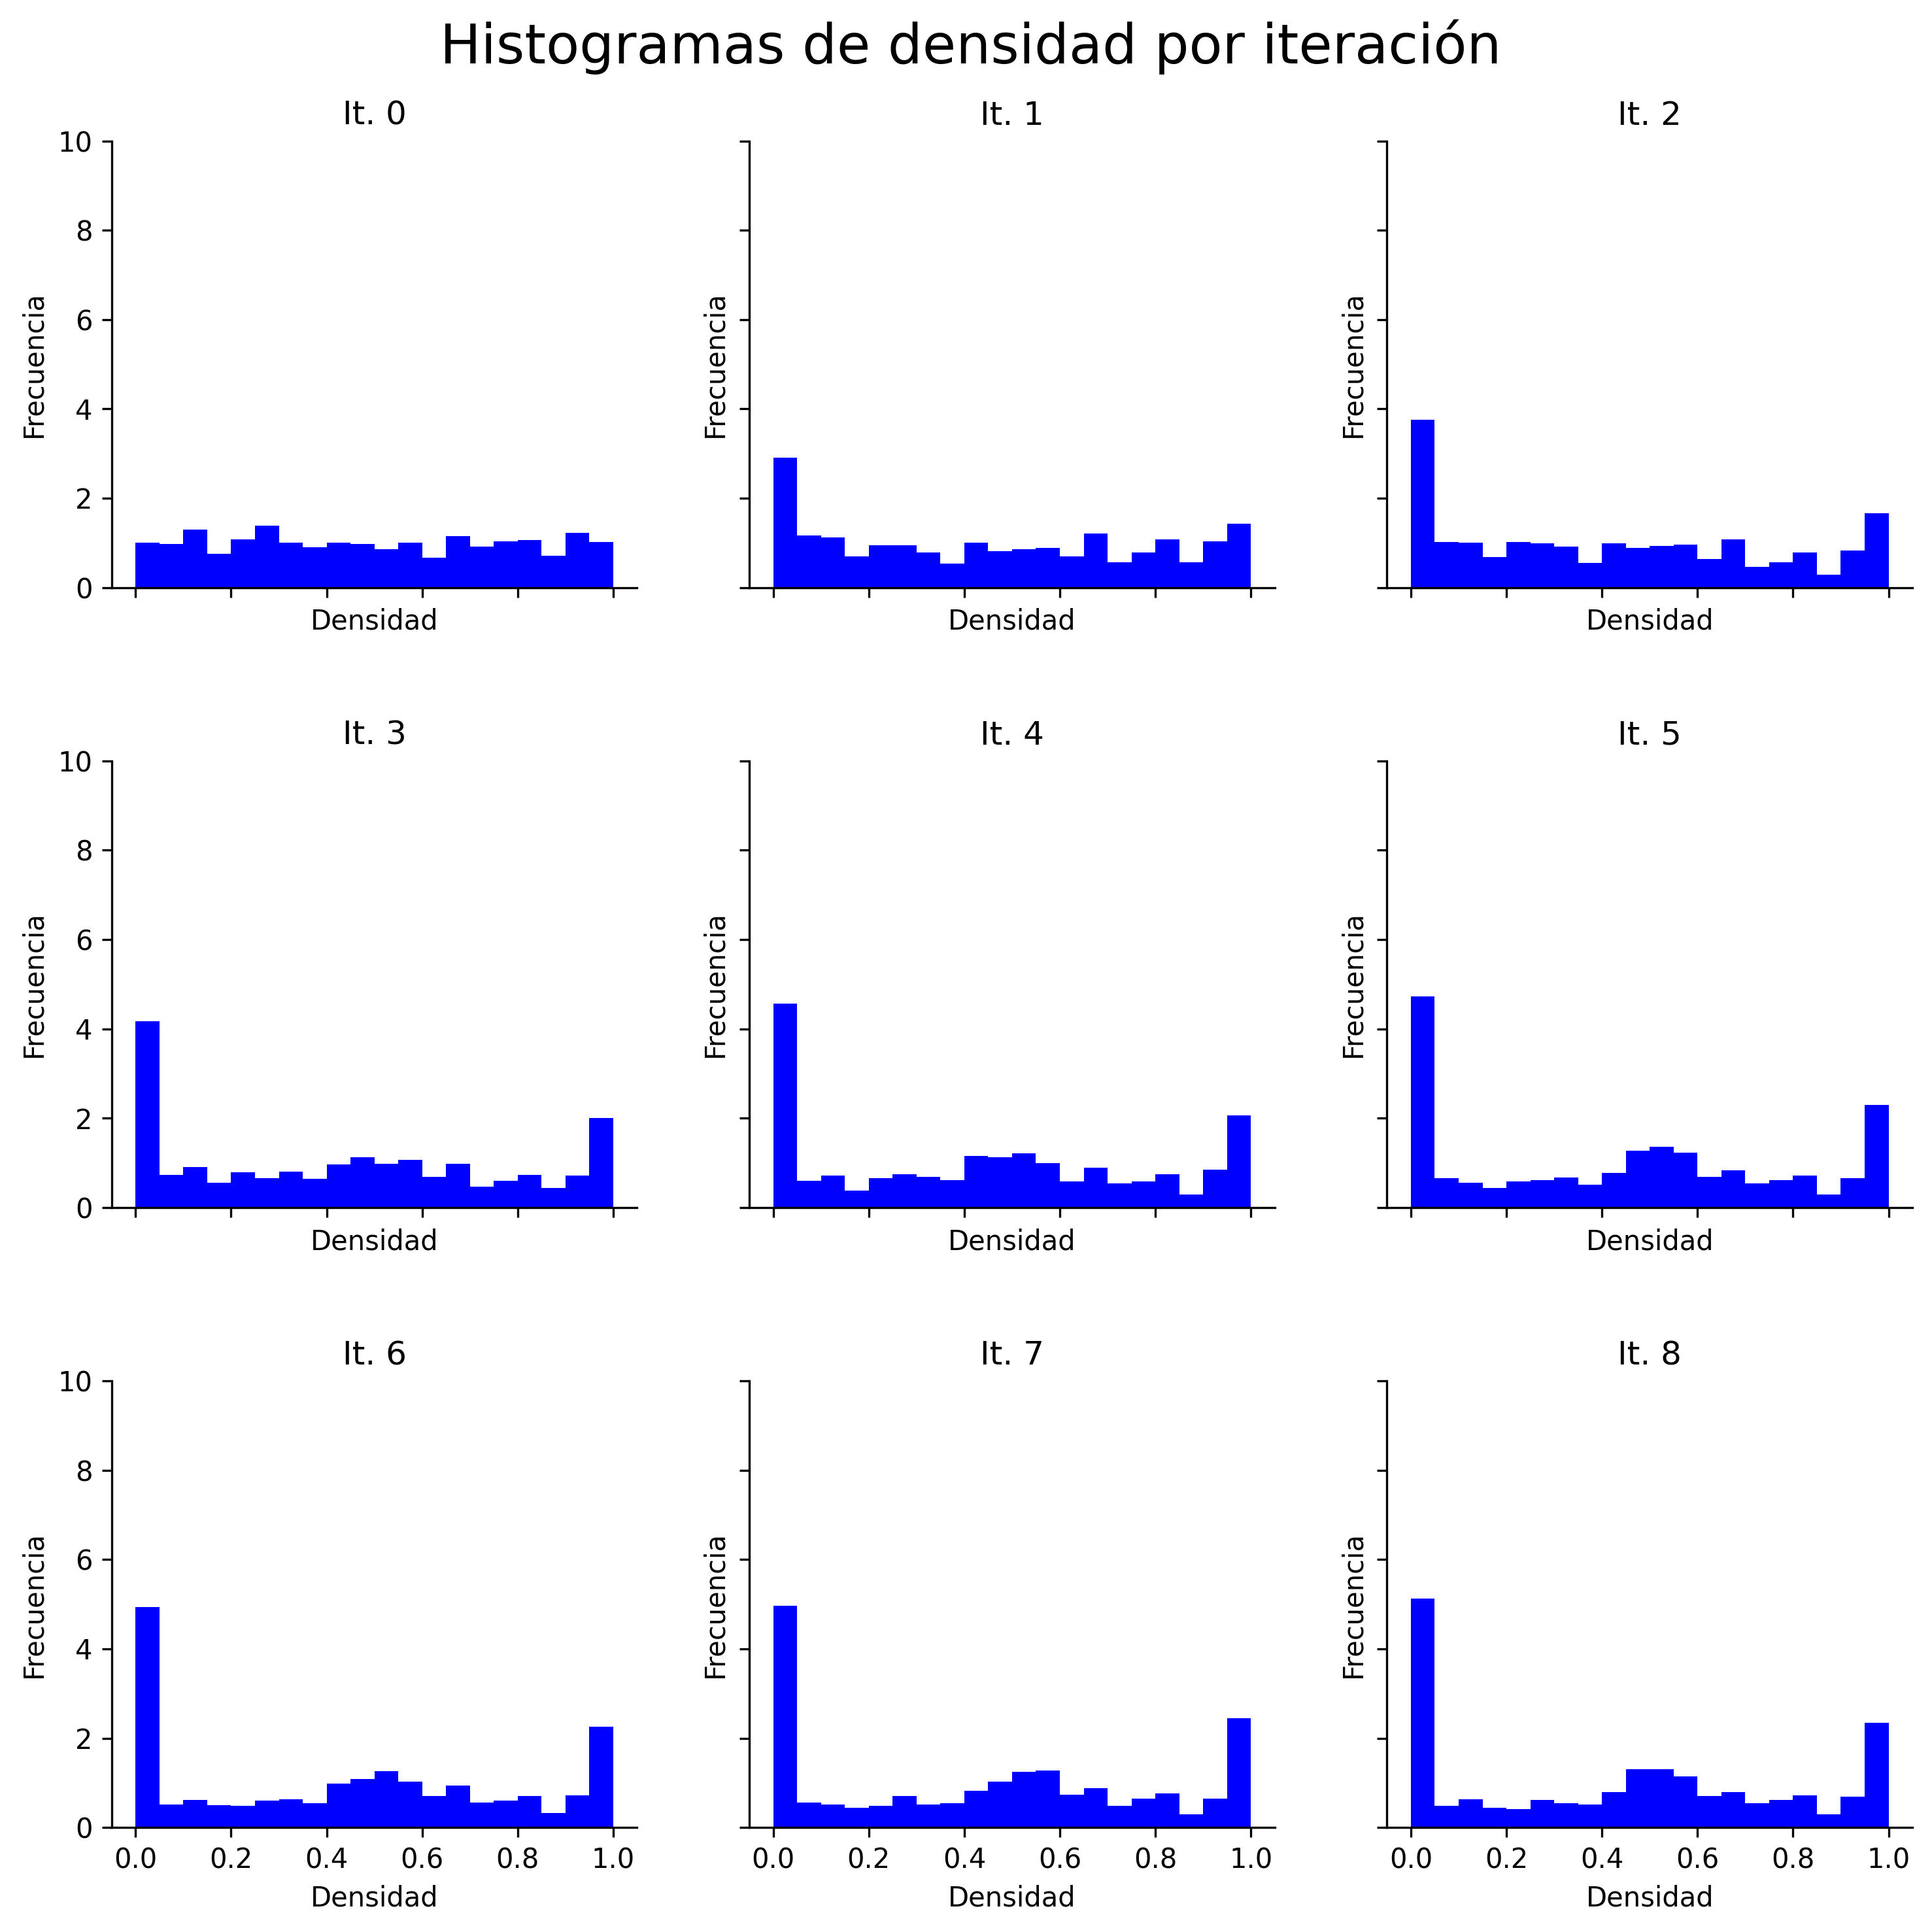 Histogramas de densidad por iteración
It. 0
It. 1
It. 2
10
8
6
4
2
0
Frecuencia
Frecuencia
Frecuencia
Densidad
Densidad
Densidad
It. 3
It. 4
It. 5
10
8
6
4
2
0
Frecuencia
Frecuencia
Frecuencia
Densidad
Densidad
Densidad
It. 6
It. 7
It. 8
10
8
6
4
2
0
Frecuencia
Frecuencia
Frecuencia
0.0 0.2 0.4 0.6 0.8 1.0
0.0 0.2 0.4 0.6 0.8 1.0
0.0 0.2 0.4 0.6 0.8 1.0
Densidad
Densidad
Densidad